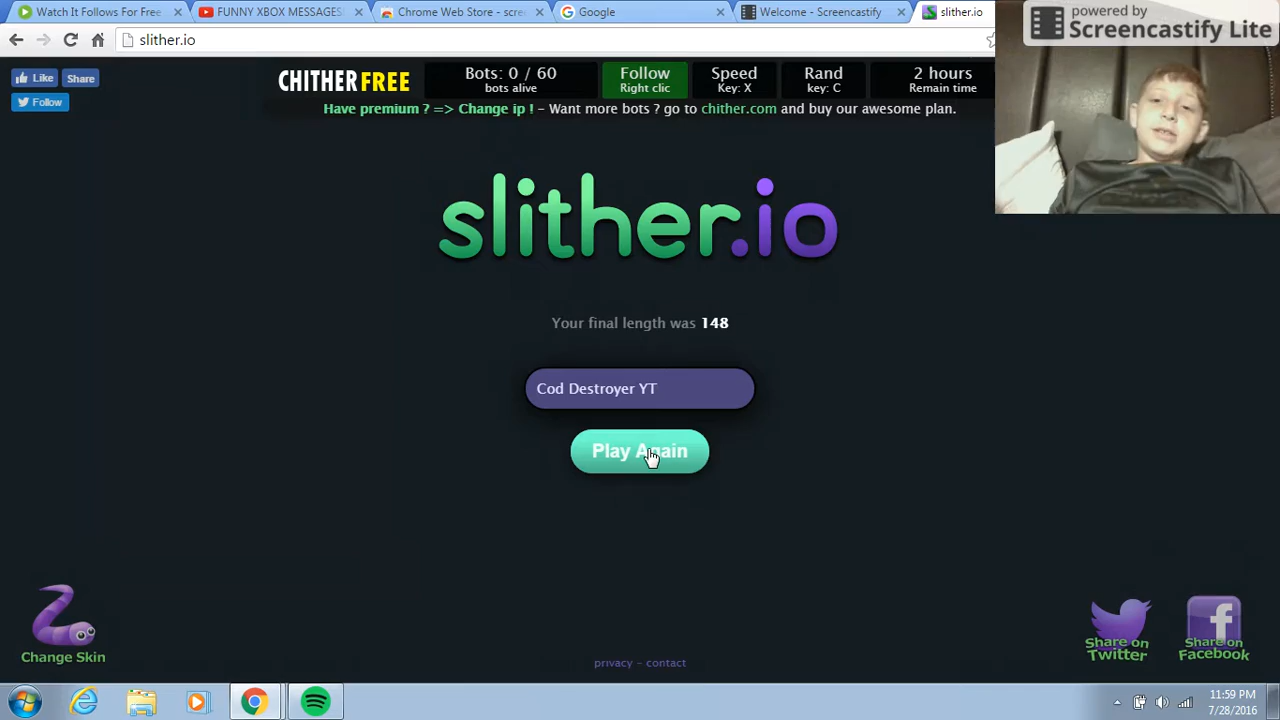 Watch It Follows For Free
FUNNY XBOX MESSAGES
Chrome Web Store - scre
Google
Welcome - Screencastify
slither.io
powered by
Screencastify Lite
slither.io
Like
Share
Follow
CHITHERFREE
Bots: 0 / 60
bots alive
Follow
Right clic
Speed
Key: X
Rand
key: C
2 hours
Remain time
Have premium ? => Change ip ! - Want more bots ? go to chither.com and buy our awesome plan.
slither.io
Your final length was 148
Cod Destroyer YT
Play Again
Change Skin
Share on
Twitter
Share on
Facebook
privacy - contact
11:59 PM
7/28/2016